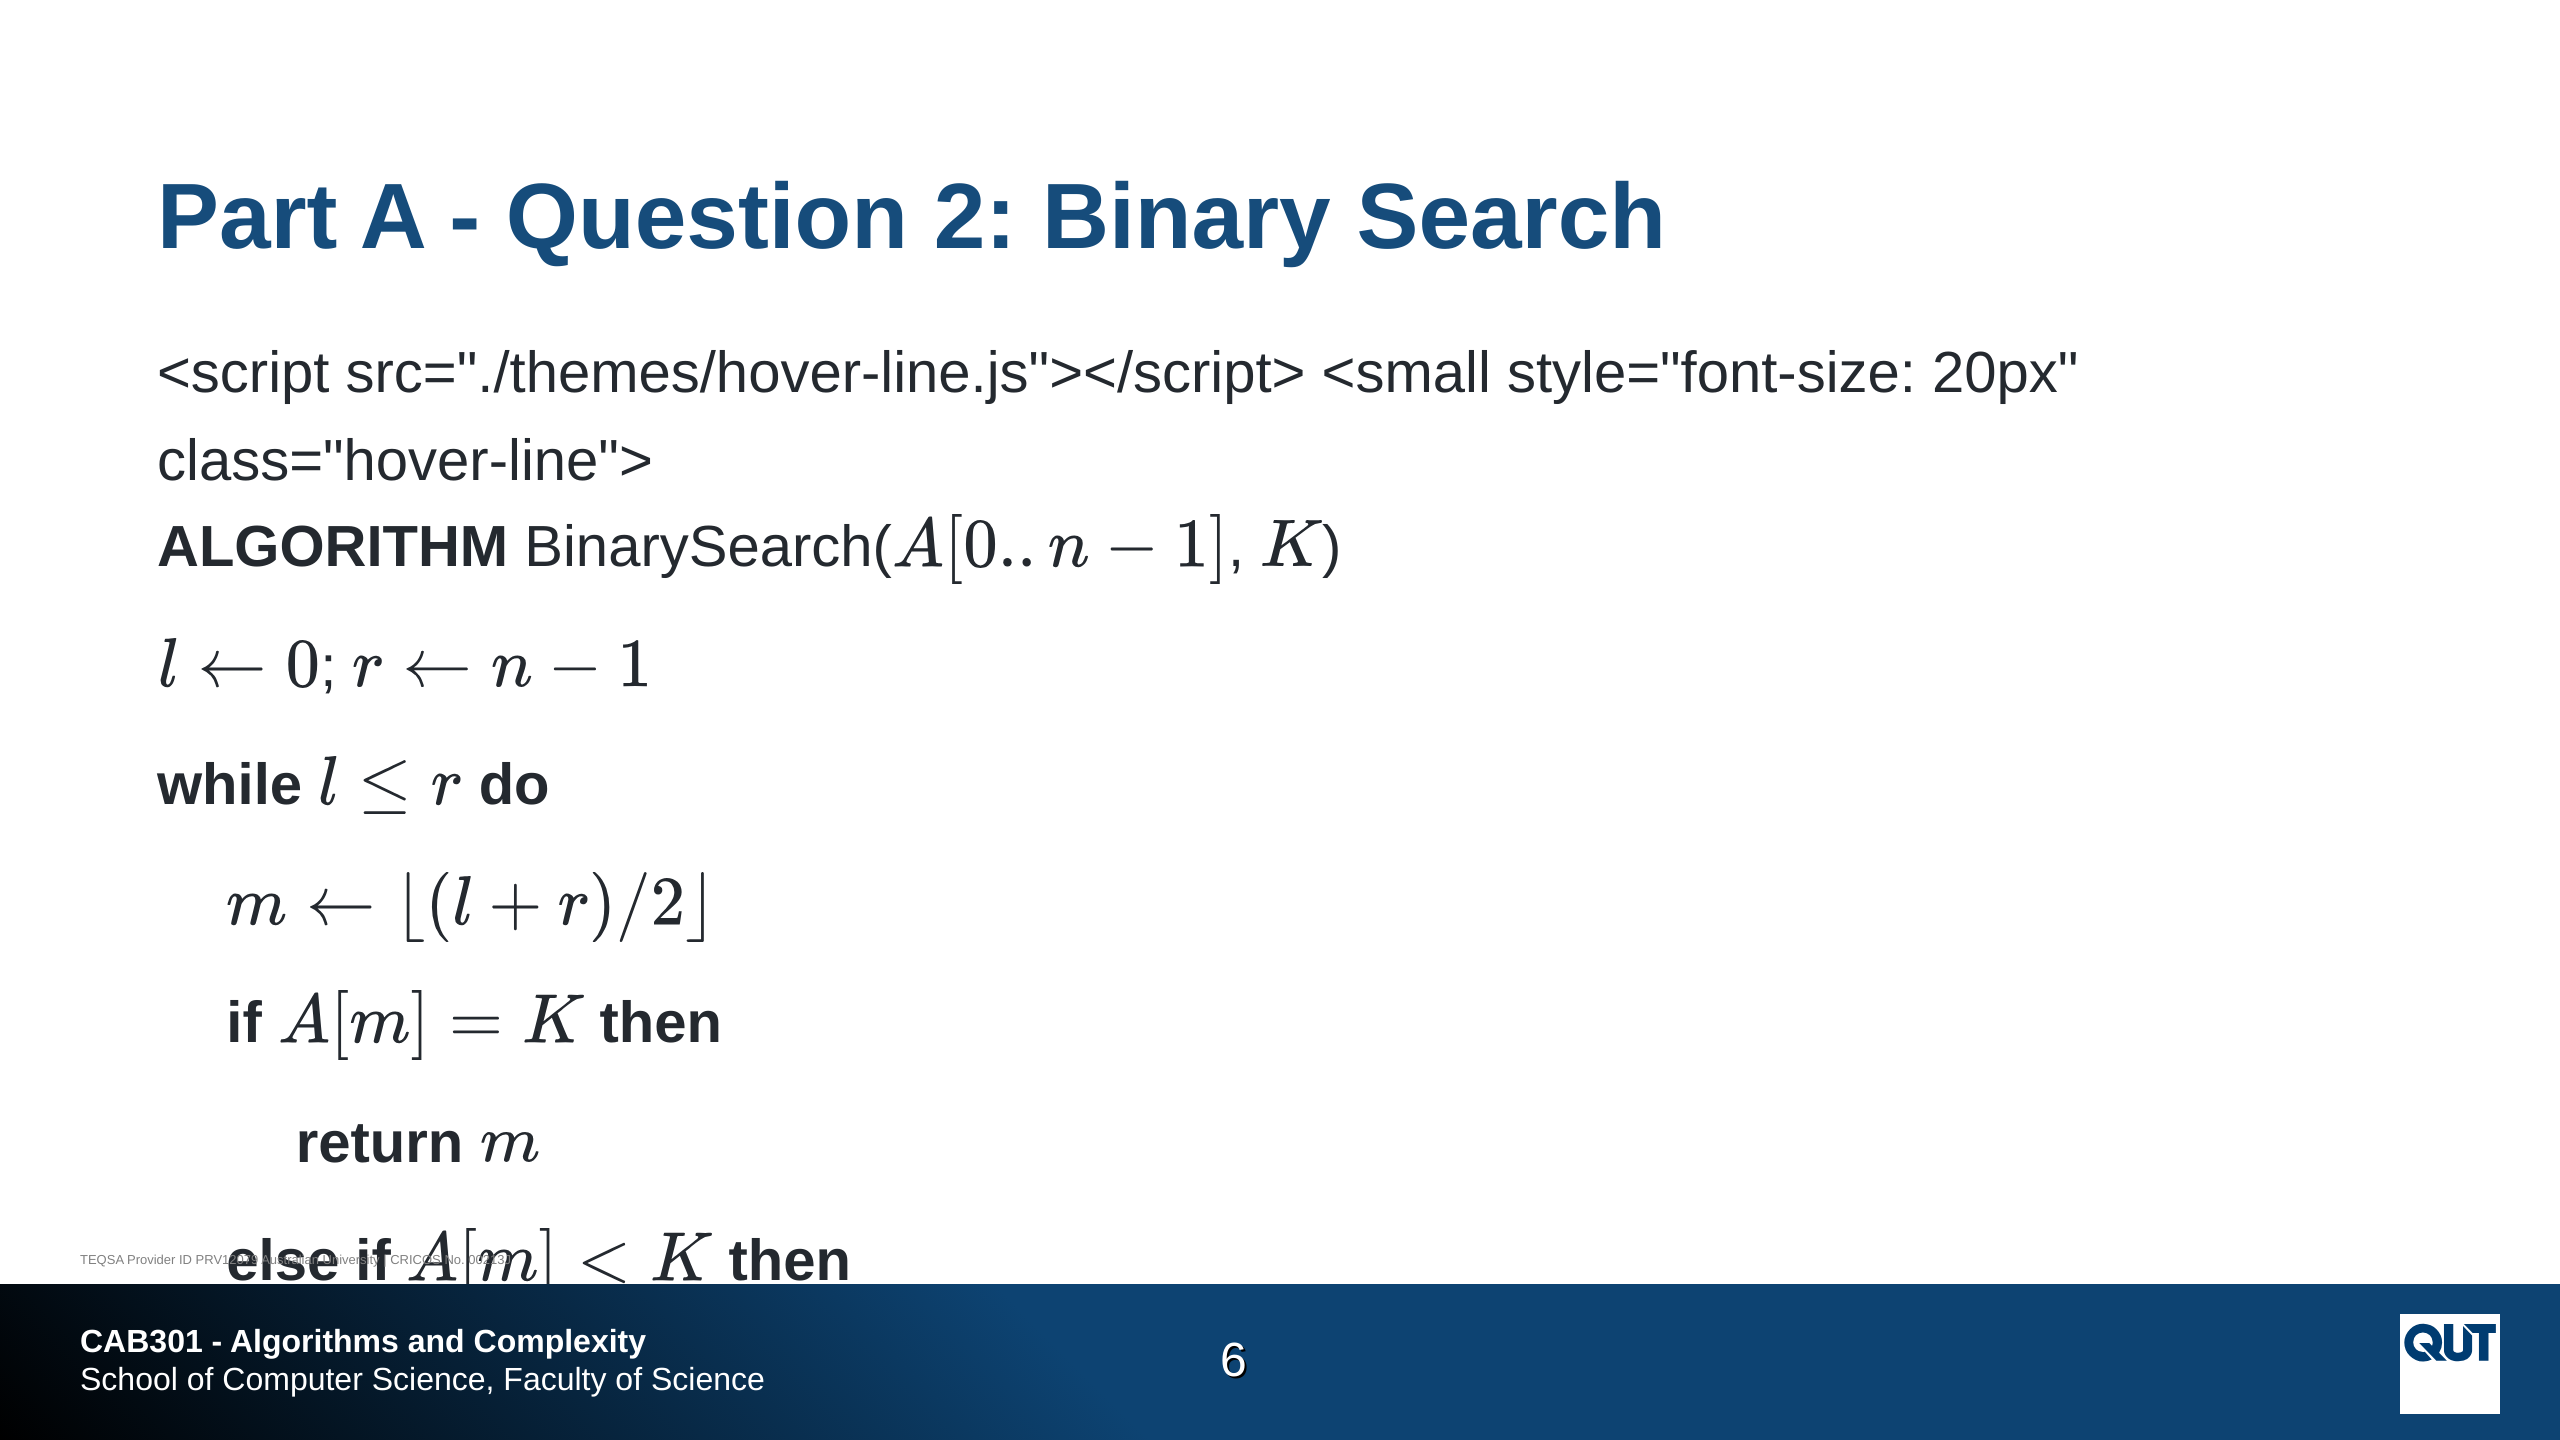 Part A - Question 2: Binary Search
<script src="./themes/hover-line.js"></script> <small style="font-size: 20px"
class="hover-line">
ALGORITHM BinarySearch(A[0..n − 1], K)
l ← 0; r ← n − 1
while l ≤ r do
m ← ⌊(l + r)/2⌋
if A[m] = K then
return m
else if A[m] < K then
TEQSA Provider ID PRV12079 Australian University | CRICOS No. 00213J
CAB301 - Algorithms and Complexity
School of Computer Science, Faculty of Science
6
QUT